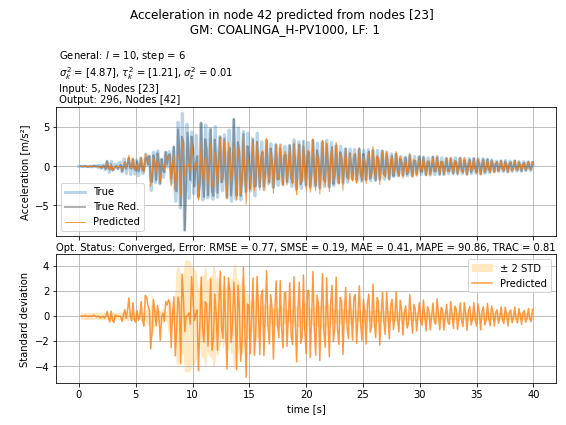 Acceleration in node 42 predicted from nodes [23]
GM: COALINGA_H-PV1000, LF: 1
General: l = 10, step = 6
σ²ₖ = [4.87], τ²ₖ = [1.21], σ²ε = 0.01
Input: 5, Nodes [23]
Output: 296, Nodes [42]
Acceleration [m/s²]
5
0
−5
True
True Red.
Predicted
Opt. Status: Converged, Error: RMSE = 0.77, SMSE = 0.19, MAE = 0.41, MAPE = 90.86, TRAC = 0.81
Standard deviation
4
2
0
−2
−4
± 2 STD
Predicted
0 5 10 15 20 25 30 35 40
time [s]